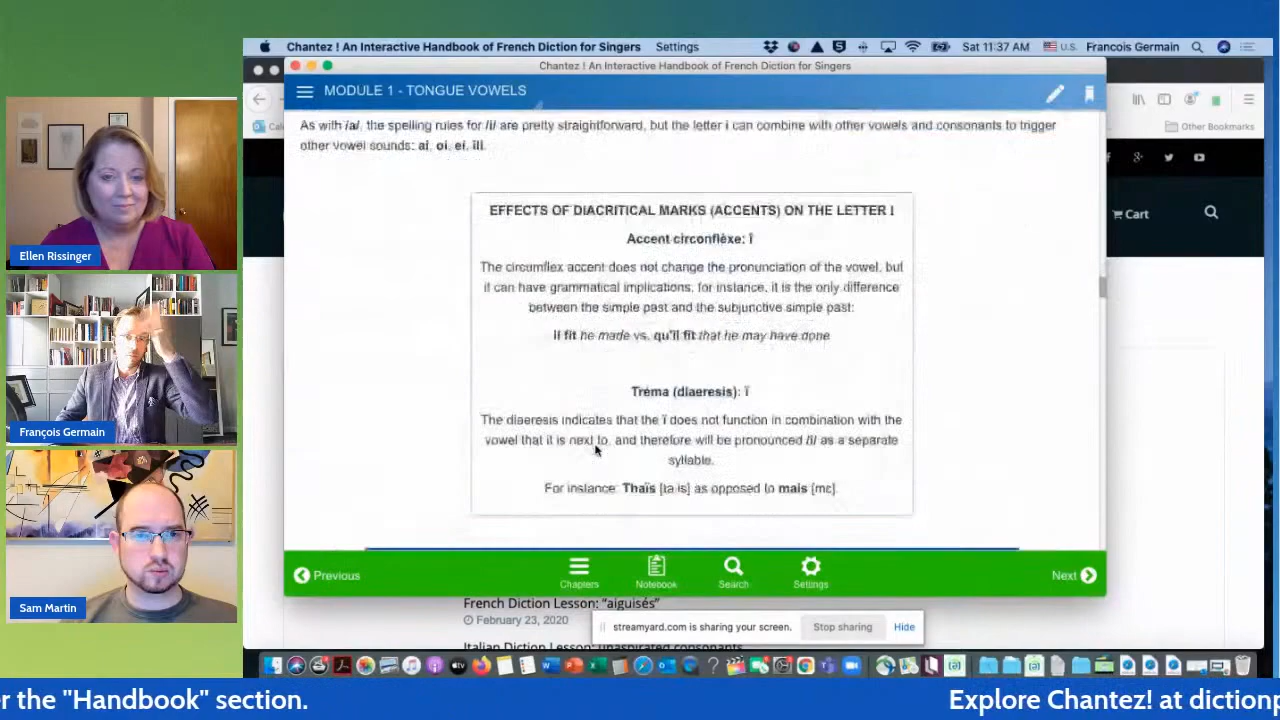 Chantez ! An Interactive Handbook of French Diction for Singers Settings
U.S. Sat 11:37 AM Francois Germain
Chantez ! An Interactive Handbook of French Diction for Singers
MODULE 1 - TONGUE VOWELS
As with /a/, the spelling rules for /i/ are pretty straightforward, but the letter i can combine with other vowels and consonants to trigger
other vowel sounds: ai, oi, ei, ill.
EFFECTS OF DIACRITICAL MARKS (ACCENTS) ON THE LETTER I
Accent circonflèxe: î
The circumflex accent does not change the pronunciation of the vowel, but
it can have grammatical implications, for instance, it is the only difference
between the simple past and the subjunctive simple past:
il fit he made vs. qu'il fît that he may have done
Tréma (diaeresis): ï
The diaeresis indicates that the ï does not function in combination with the
vowel that it is next to, and therefore will be pronounced /i/ as a separate
syllable.
For instance: Thaïs [ta·is] as opposed to mais [mɛ].
Previous
Chapters
Notebook
Search
Settings
Next
Other Bookmarks
Cart
French Diction Lesson: "aiguisés"
February 23, 2020
Italian Diction Lesson: unaspirated consonants
streamyard.com is sharing your screen. Stop sharing Hide
Ellen Rissinger
François Germain
Sam Martin
er the "Handbook" section. Explore Chantez! at dictionp